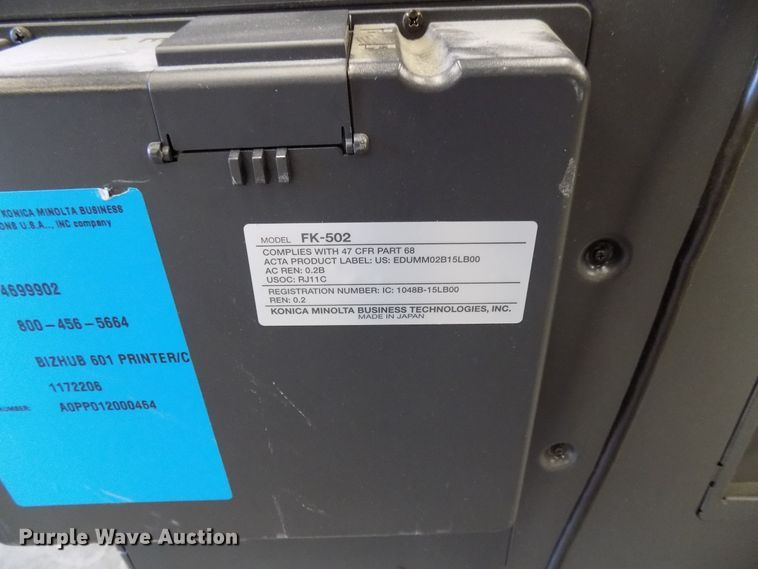 KONICA MINOLTA BUSINESS
ONS U.S.A.., INC company
4699902
800-456-5664
BIZHUB 601 PRINTER/C
1172206
NUMBER: A0PP012000454
MODEL FK-502
COMPLIES WITH 47 CFR PART 68
ACTA PRODUCT LABEL: US: EDUMM02B15LB00
AC REN: 0.2B
USOC: RJ11C
REGISTRATION NUMBER: IC: 1048B-15LB00
REN: 0.2
KONICA MINOLTA BUSINESS TECHNOLOGIES, INC.
MADE IN JAPAN
Purple Wave Auction